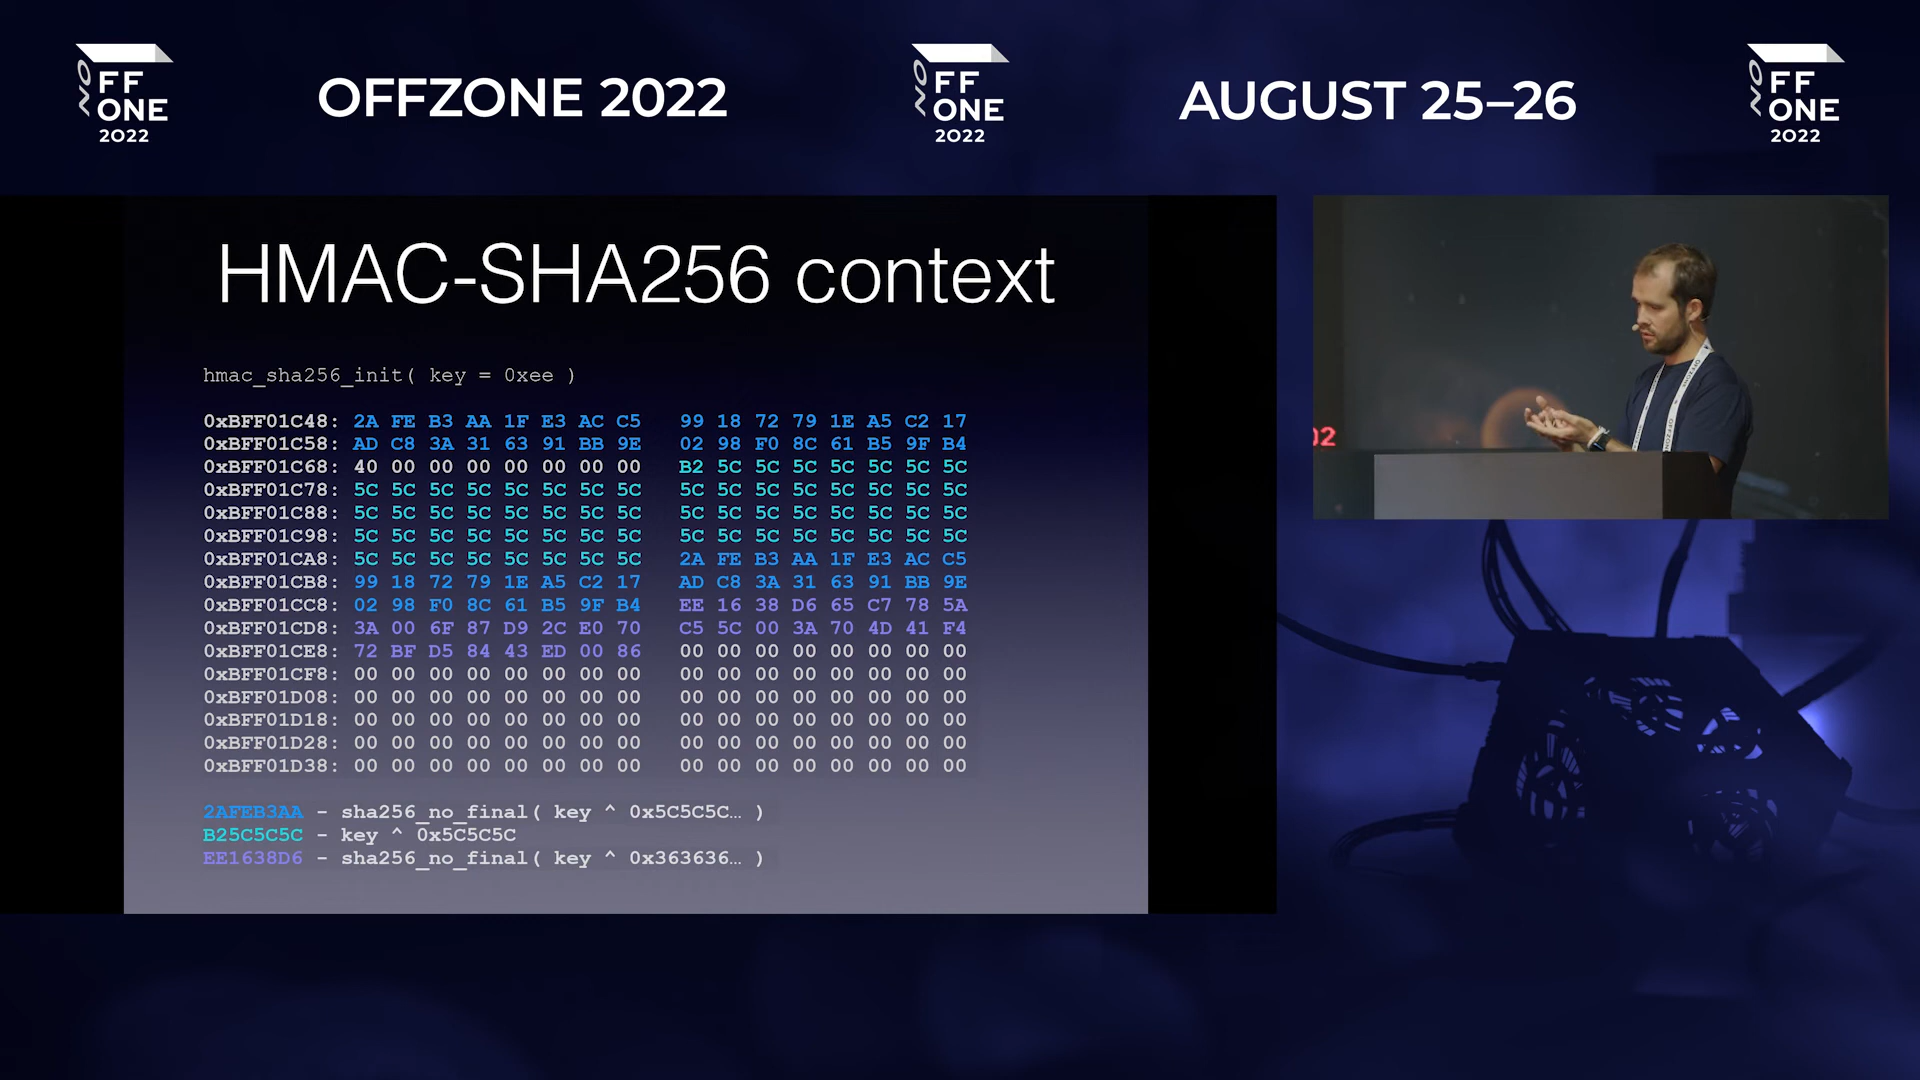 ZO
FF
ONE
2022
OFFZONE 2022
ZO
FF
ONE
2022
AUGUST 25–26
ZO
FF
ONE
2022
HMAC-SHA256 context
hmac_sha256_init( key = 0xee )
0xBFF01C48: 2A FE B3 AA 1F E3 AC C5 99 18 72 79 1E A5 C2 17
0xBFF01C58: AD C8 3A 31 63 91 BB 9E 02 98 F0 8C 61 B5 9F B4
0xBFF01C68: 40 00 00 00 00 00 00 00 B2 5C 5C 5C 5C 5C 5C 5C
0xBFF01C78: 5C 5C 5C 5C 5C 5C 5C 5C 5C 5C 5C 5C 5C 5C 5C 5C
0xBFF01C88: 5C 5C 5C 5C 5C 5C 5C 5C 5C 5C 5C 5C 5C 5C 5C 5C
0xBFF01C98: 5C 5C 5C 5C 5C 5C 5C 5C 5C 5C 5C 5C 5C 5C 5C 5C
0xBFF01CA8: 5C 5C 5C 5C 5C 5C 5C 5C 2A FE B3 AA 1F E3 AC C5
0xBFF01CB8: 99 18 72 79 1E A5 C2 17 AD C8 3A 31 63 91 BB 9E
0xBFF01CC8: 02 98 F0 8C 61 B5 9F B4 EE 16 38 D6 65 C7 78 5A
0xBFF01CD8: 3A 00 6F 87 D9 2C E0 70 C5 5C 00 3A 70 4D 41 F4
0xBFF01CE8: 72 BF D5 84 43 ED 00 86 00 00 00 00 00 00 00 00
0xBFF01CF8: 00 00 00 00 00 00 00 00 00 00 00 00 00 00 00 00
0xBFF01D08: 00 00 00 00 00 00 00 00 00 00 00 00 00 00 00 00
0xBFF01D18: 00 00 00 00 00 00 00 00 00 00 00 00 00 00 00 00
0xBFF01D28: 00 00 00 00 00 00 00 00 00 00 00 00 00 00 00 00
0xBFF01D38: 00 00 00 00 00 00 00 00 00 00 00 00 00 00 00 00
2AFEB3AA - sha256_no_final( key ^ 0x5C5C5C… )
B25C5C5C - key ^ 0x5C5C5C
EE1638D6 - sha256_no_final( key ^ 0x363636… )
02